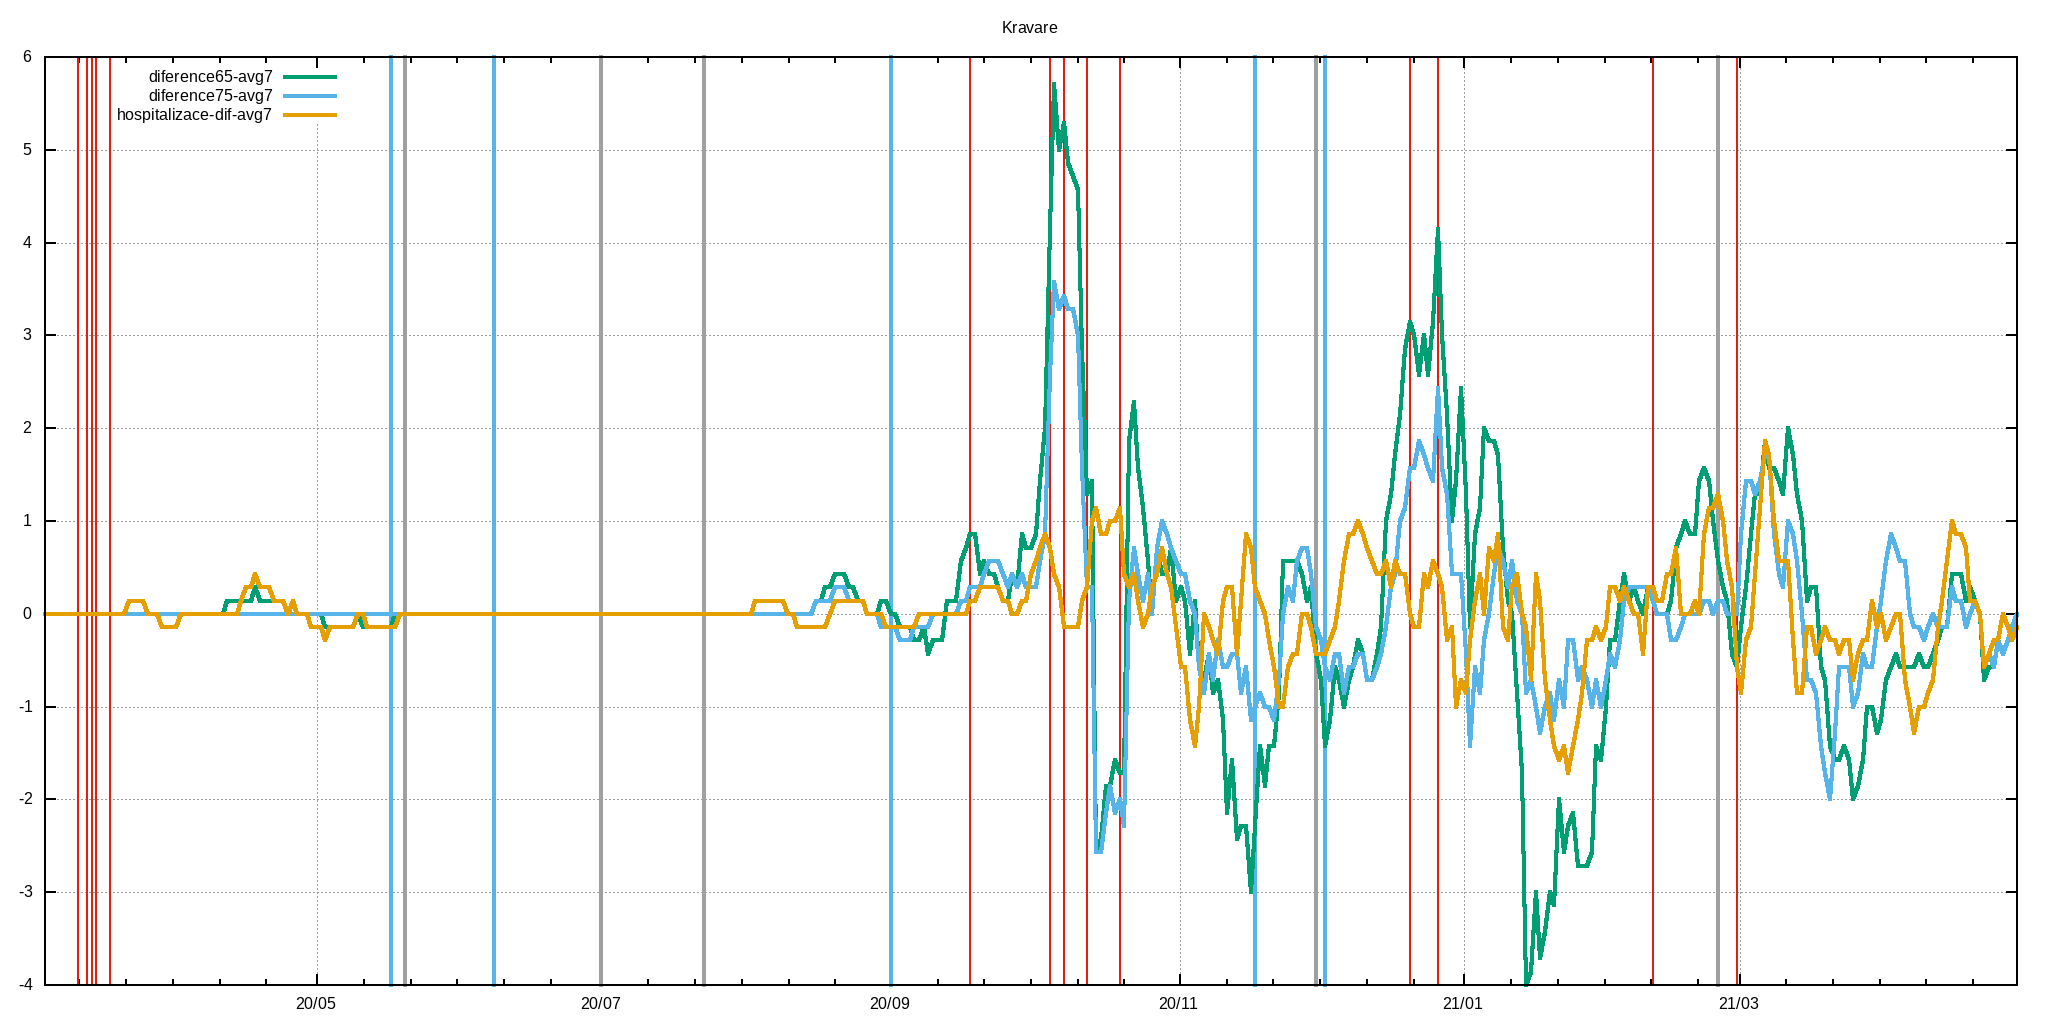 Kravare
diference65-avg7
diference75-avg7
hospitalizace-dif-avg7
6
5
4
3
2
1
0
-1
-2
-3
-4
20/05 20/07 20/09 20/11 21/01 21/03